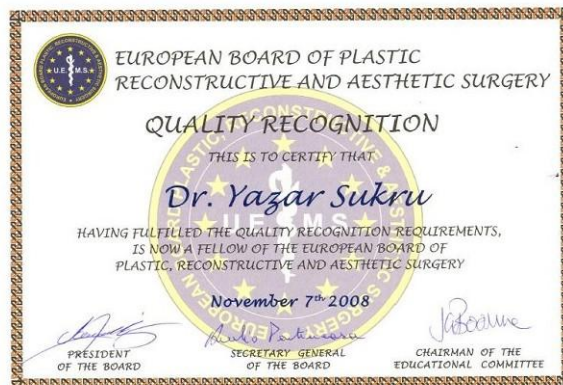 EUROPEAN BOARD OF PLASTIC
RECONSTRUCTIVE AND AESTHETIC SURGERY
U.E.M.S.
QUALITY RECOGNITION
THIS IS TO CERTIFY THAT
Dr. Yazar Sukru
HAVING FULFILLED THE QUALITY RECOGNITION REQUIREMENTS,
IS NOW A FELLOW OF THE EUROPEAN BOARD OF
PLASTIC, RECONSTRUCTIVE AND AESTHETIC SURGERY
November 7th 2008
PRESIDENT
OF THE BOARD
SECRETARY GENERAL
OF THE BOARD
CHAIRMAN OF THE
EDUCATIONAL COMMITTEE